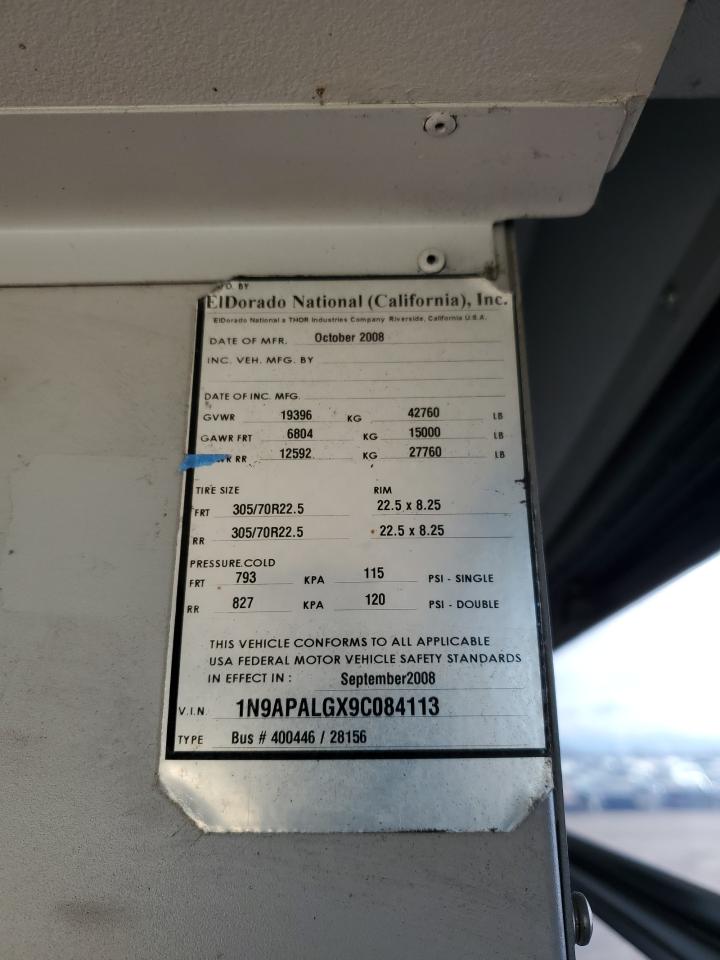 BY
ElDorado National (California), Inc.
ElDorado National a THOR Industries Company Riverside, California U.S.A.
DATE OF MFR. October 2008
INC. VEH. MFG. BY
DATE OF INC. MFG.
GVWR 19396 KG 42760 LB
GAWR FRT 6804 KG 15000 LB
RR 12592 KG 27760 LB
TIRE SIZE RIM
FRT 305/70R22.5 22.5 x 8.25
RR 305/70R22.5 22.5 x 8.25
PRESSURE.COLD
FRT 793 KPA 115 PSI - SINGLE
RR 827 KPA 120 PSI - DOUBLE
THIS VEHICLE CONFORMS TO ALL APPLICABLE
USA FEDERAL MOTOR VEHICLE SAFETY STANDARDS
IN EFFECT IN : September2008
V.I.N. 1N9APALGX9C084113
TYPE Bus # 400446 / 28156